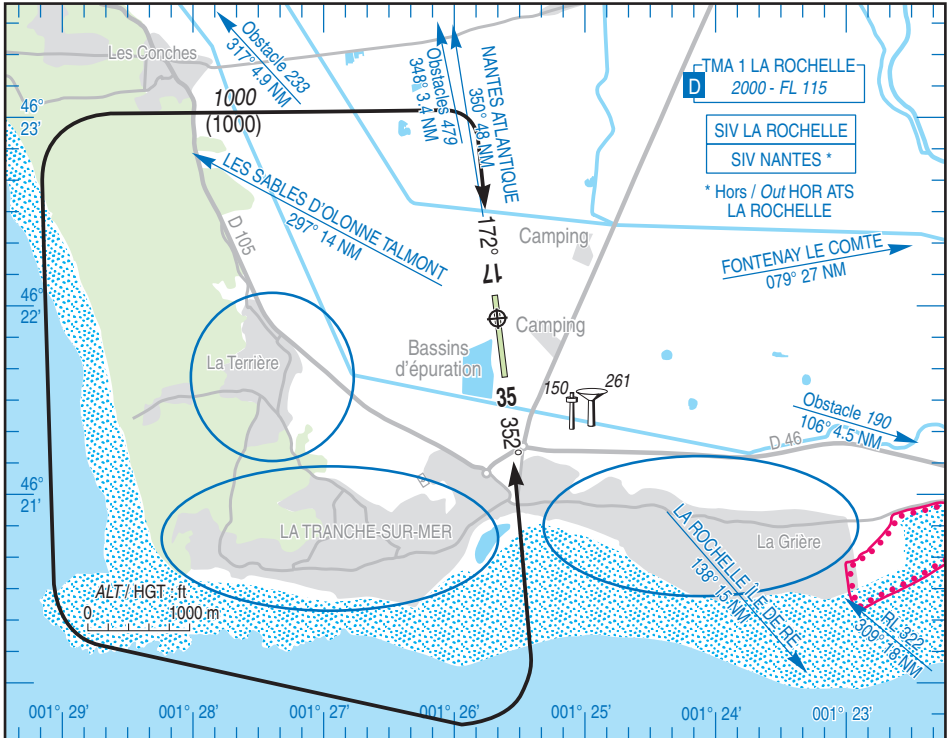 Les Conches
Obstacle 233
317° 4.9 NM
Obstacles 479
348° 3.4 NM
NANTES ATLANTIQUE
350° 48 NM
TMA 1 LA ROCHELLE
D
2000 - FL 115
SIV LA ROCHELLE
SIV NANTES *
* Hors / Out HOR ATS
LA ROCHELLE
46°
23'
1000
(1000)
LES SABLES D'OLONNE TALMONT
297° 14 NM
D 105
172°
17
Camping
FONTENAY LE COMTE
079° 27 NM
46°
22'
La Terrière
Bassins
d'épuration
Camping
35
352°
150
261
Obstacle 190
106° 4.5 NM
D 46
46°
21'
LA TRANCHE-SUR-MER
La Grière
LA ROCHELLE ÎLE DE RE
138° 15 NM
309° 18 NM
ALT / HGT : ft
0
1000 m
001° 29'
001° 28'
001° 27'
001° 26'
001° 25'
001° 24'
001° 23'